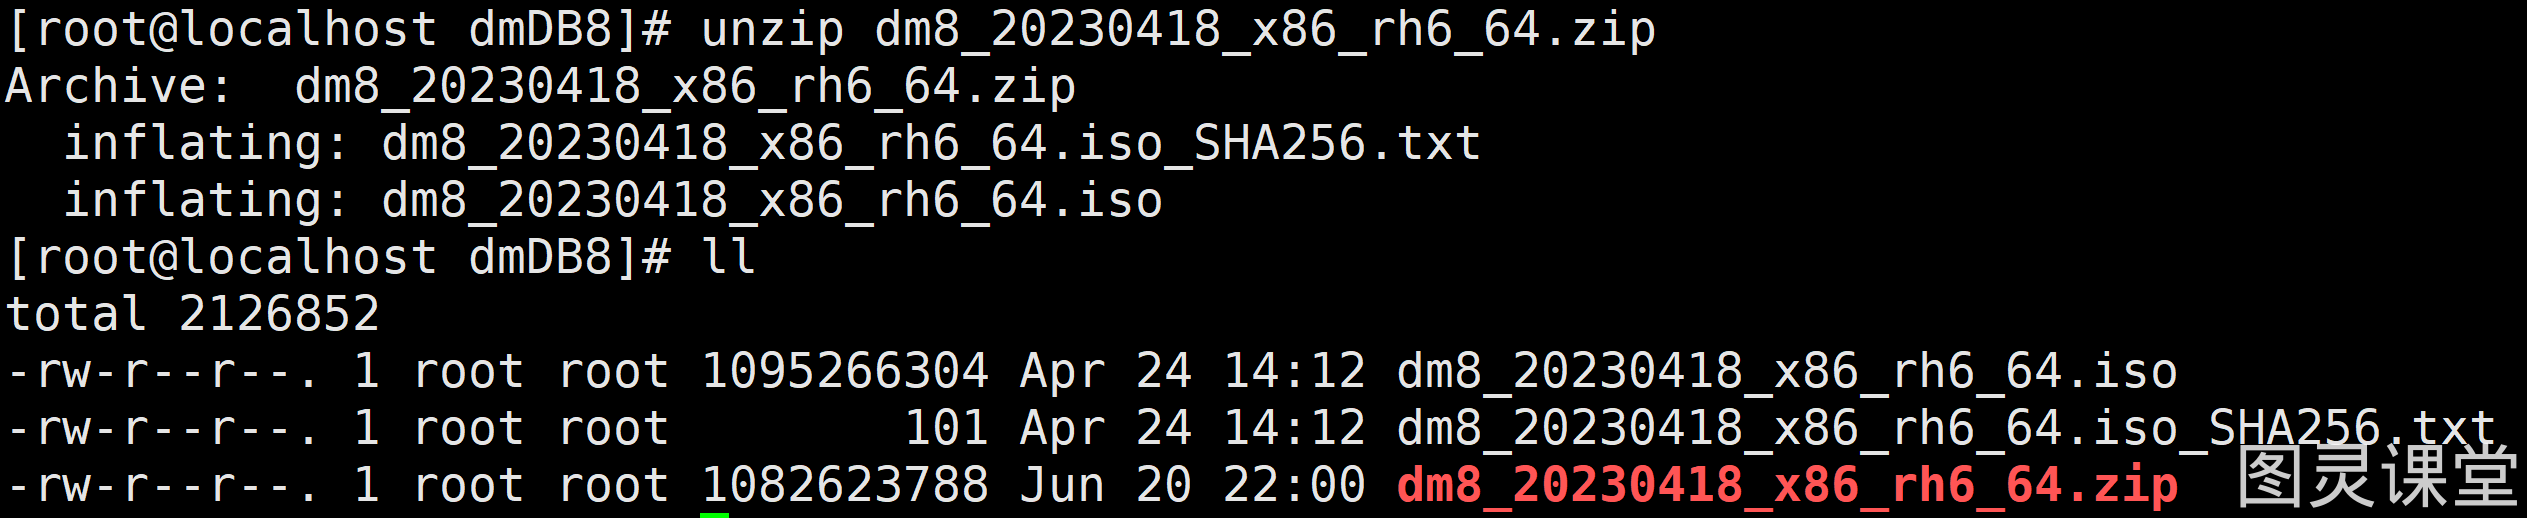 [root@localhost dmDB8]# unzip dm8_20230418_x86_rh6_64.zip
Archive:  dm8_20230418_x86_rh6_64.zip
  inflating: dm8_20230418_x86_rh6_64.iso_SHA256.txt
  inflating: dm8_20230418_x86_rh6_64.iso
[root@localhost dmDB8]# ll
total 2126852
-rw-r--r--. 1 root root 1095266304 Apr 24 14:12 dm8_20230418_x86_rh6_64.iso
-rw-r--r--. 1 root root        101 Apr 24 14:12 dm8_20230418_x86_rh6_64.iso_SHA256.txt
-rw-r--r--. 1 root root 1082623788 Jun 20 22:00 dm8_20230418_x86_rh6_64.zip
图灵课堂